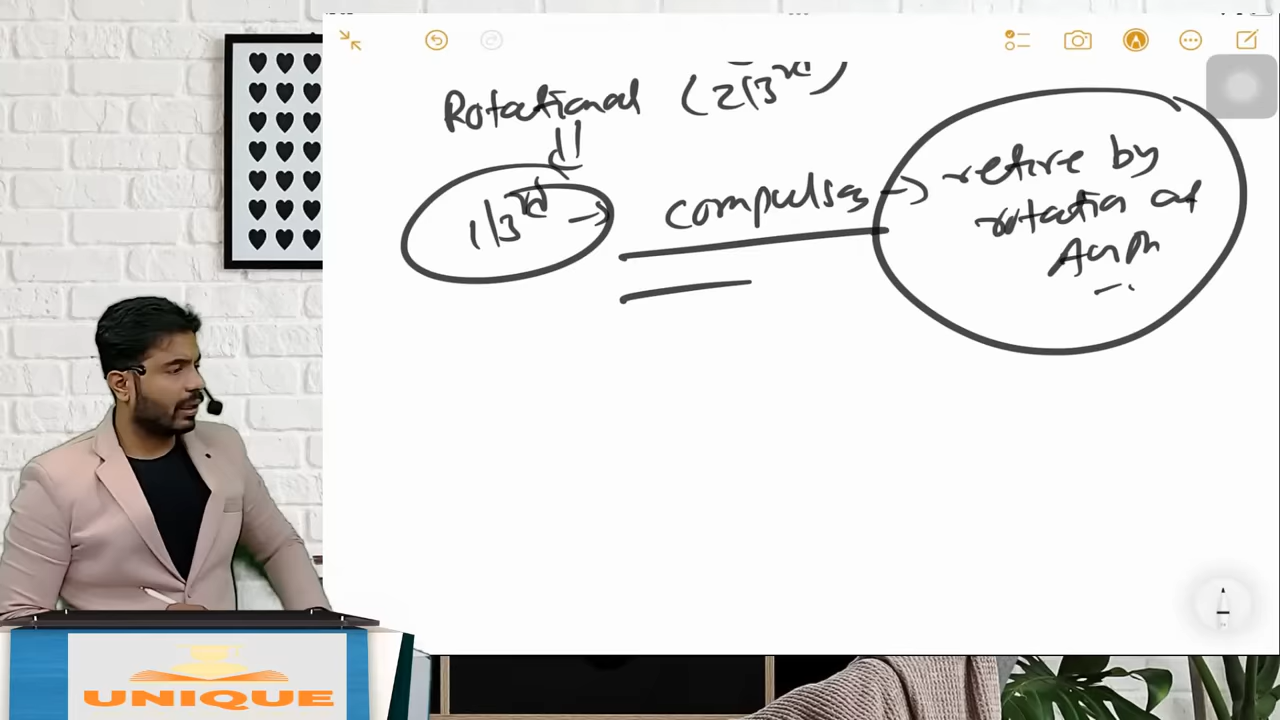 Rotational (2/3rd)
1/3rd → compulsory → retire by
rotation at
AGM
UNIQUE